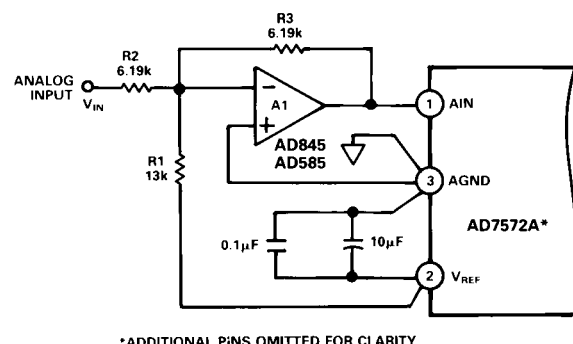 R3
6.19k
R2
6.19k
ANALOG
INPUT
VIN
A1
1
AIN
AD845
AD585
R1
13k
3
AGND
AD7572A*
0.1μF
10μF
2
VREF
*ADDITIONAL PINS OMITTED FOR CLARITY